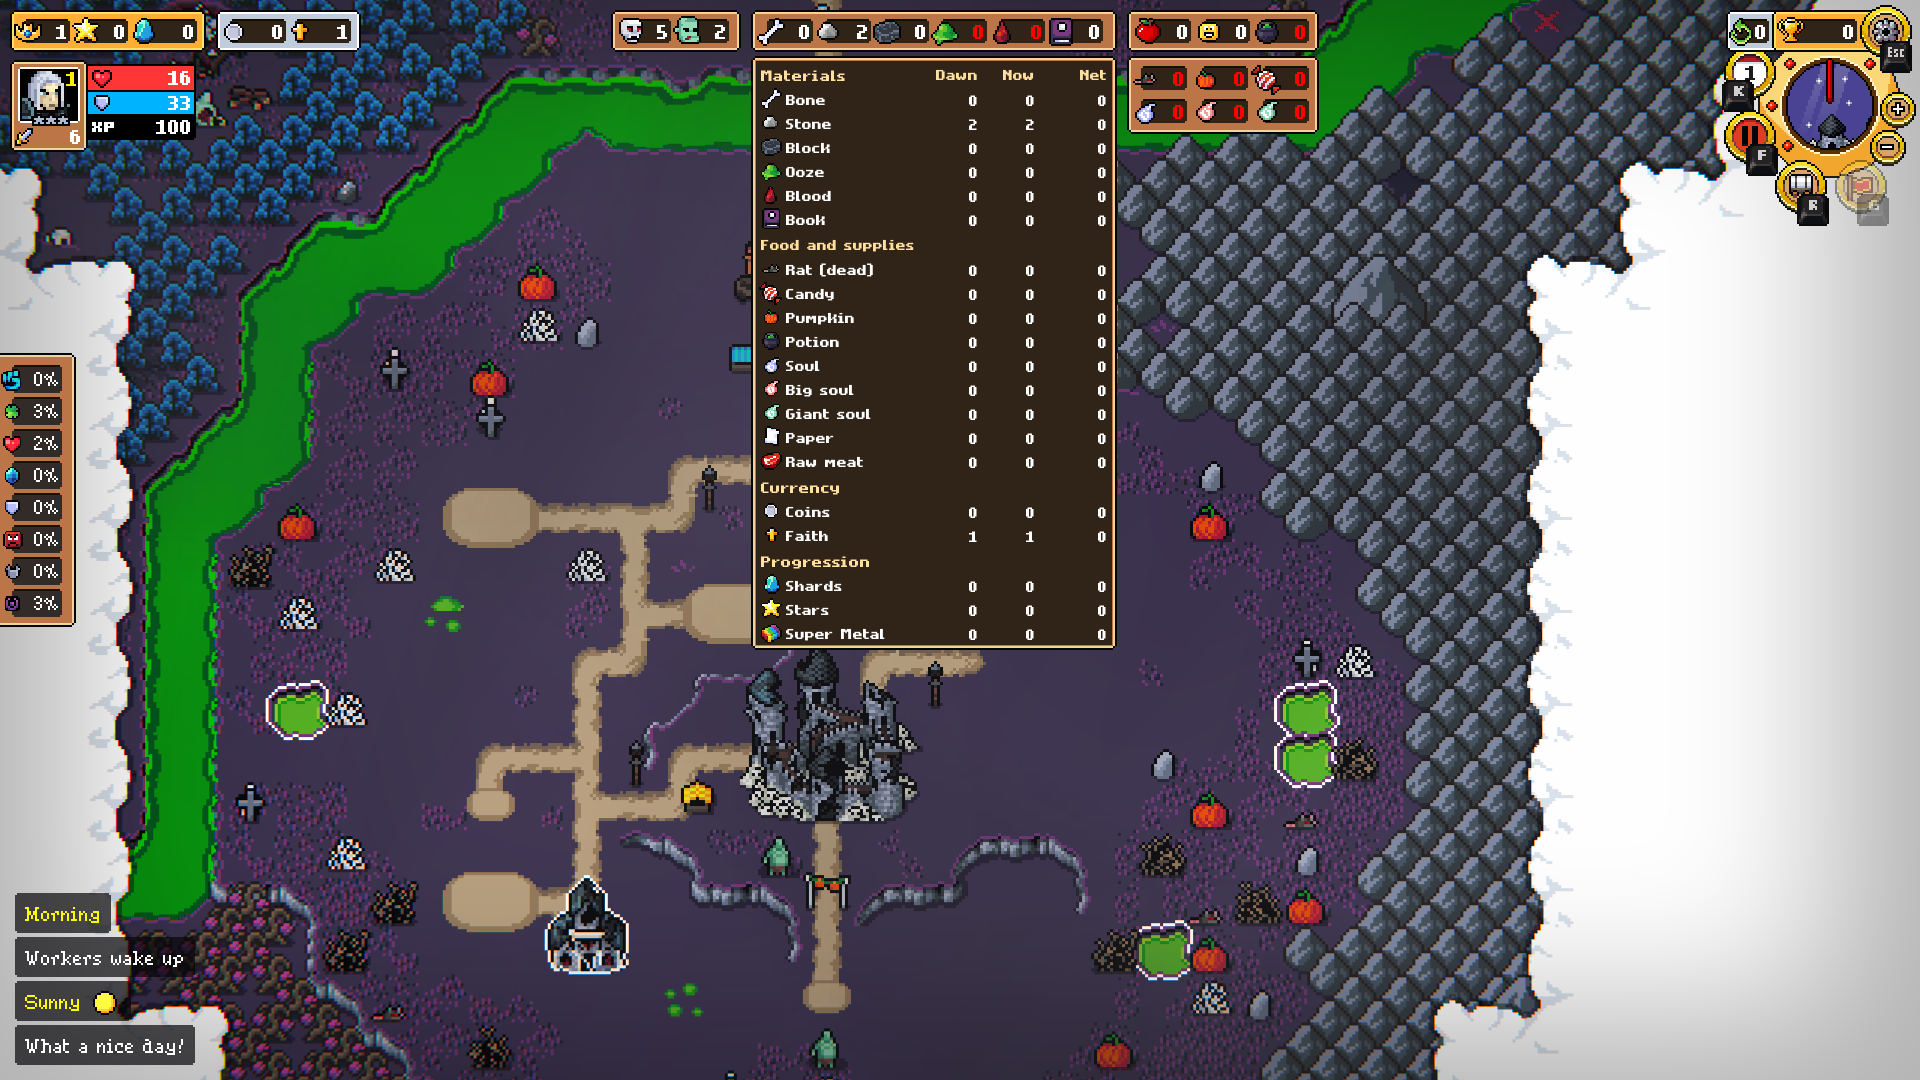 1 0 0
0 1
5 2
0 2 0 0 0 0
0 0 0
0
1
16
33
XP 100
6
Esc
K
F
R
G
1
0 0 0
0 0 0
Materials Dawn Now Net
Bone 0 0 0
Stone 2 2 0
Block 0 0 0
Ooze 0 0 0
Blood 0 0 0
Book 0 0 0
Food and supplies
Rat (dead) 0 0 0
Candy 0 0 0
Pumpkin 0 0 0
Potion 0 0 0
Soul 0 0 0
Big soul 0 0 0
Giant soul 0 0 0
Paper 0 0 0
Raw meat 0 0 0
Currency
Coins 0 0 0
Faith 1 1 0
Progression
Shards 0 0 0
Stars 0 0 0
Super Metal 0 0 0
0%
3%
2%
0%
0%
0%
0%
3%
Morning
Workers wake up
Sunny
What a nice day!